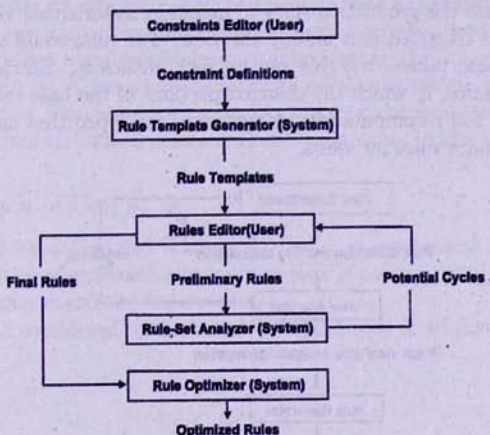 Constraints Editor (User)
Constraint Definitions
Rule Template Generator (System)
Rule Templates
Rules Editor(User)
Final Rules
Preliminary Rules
Potential Cycles
Rule-Set Analyzer (System)
Rule Optimizer (System)
Optimized Rules